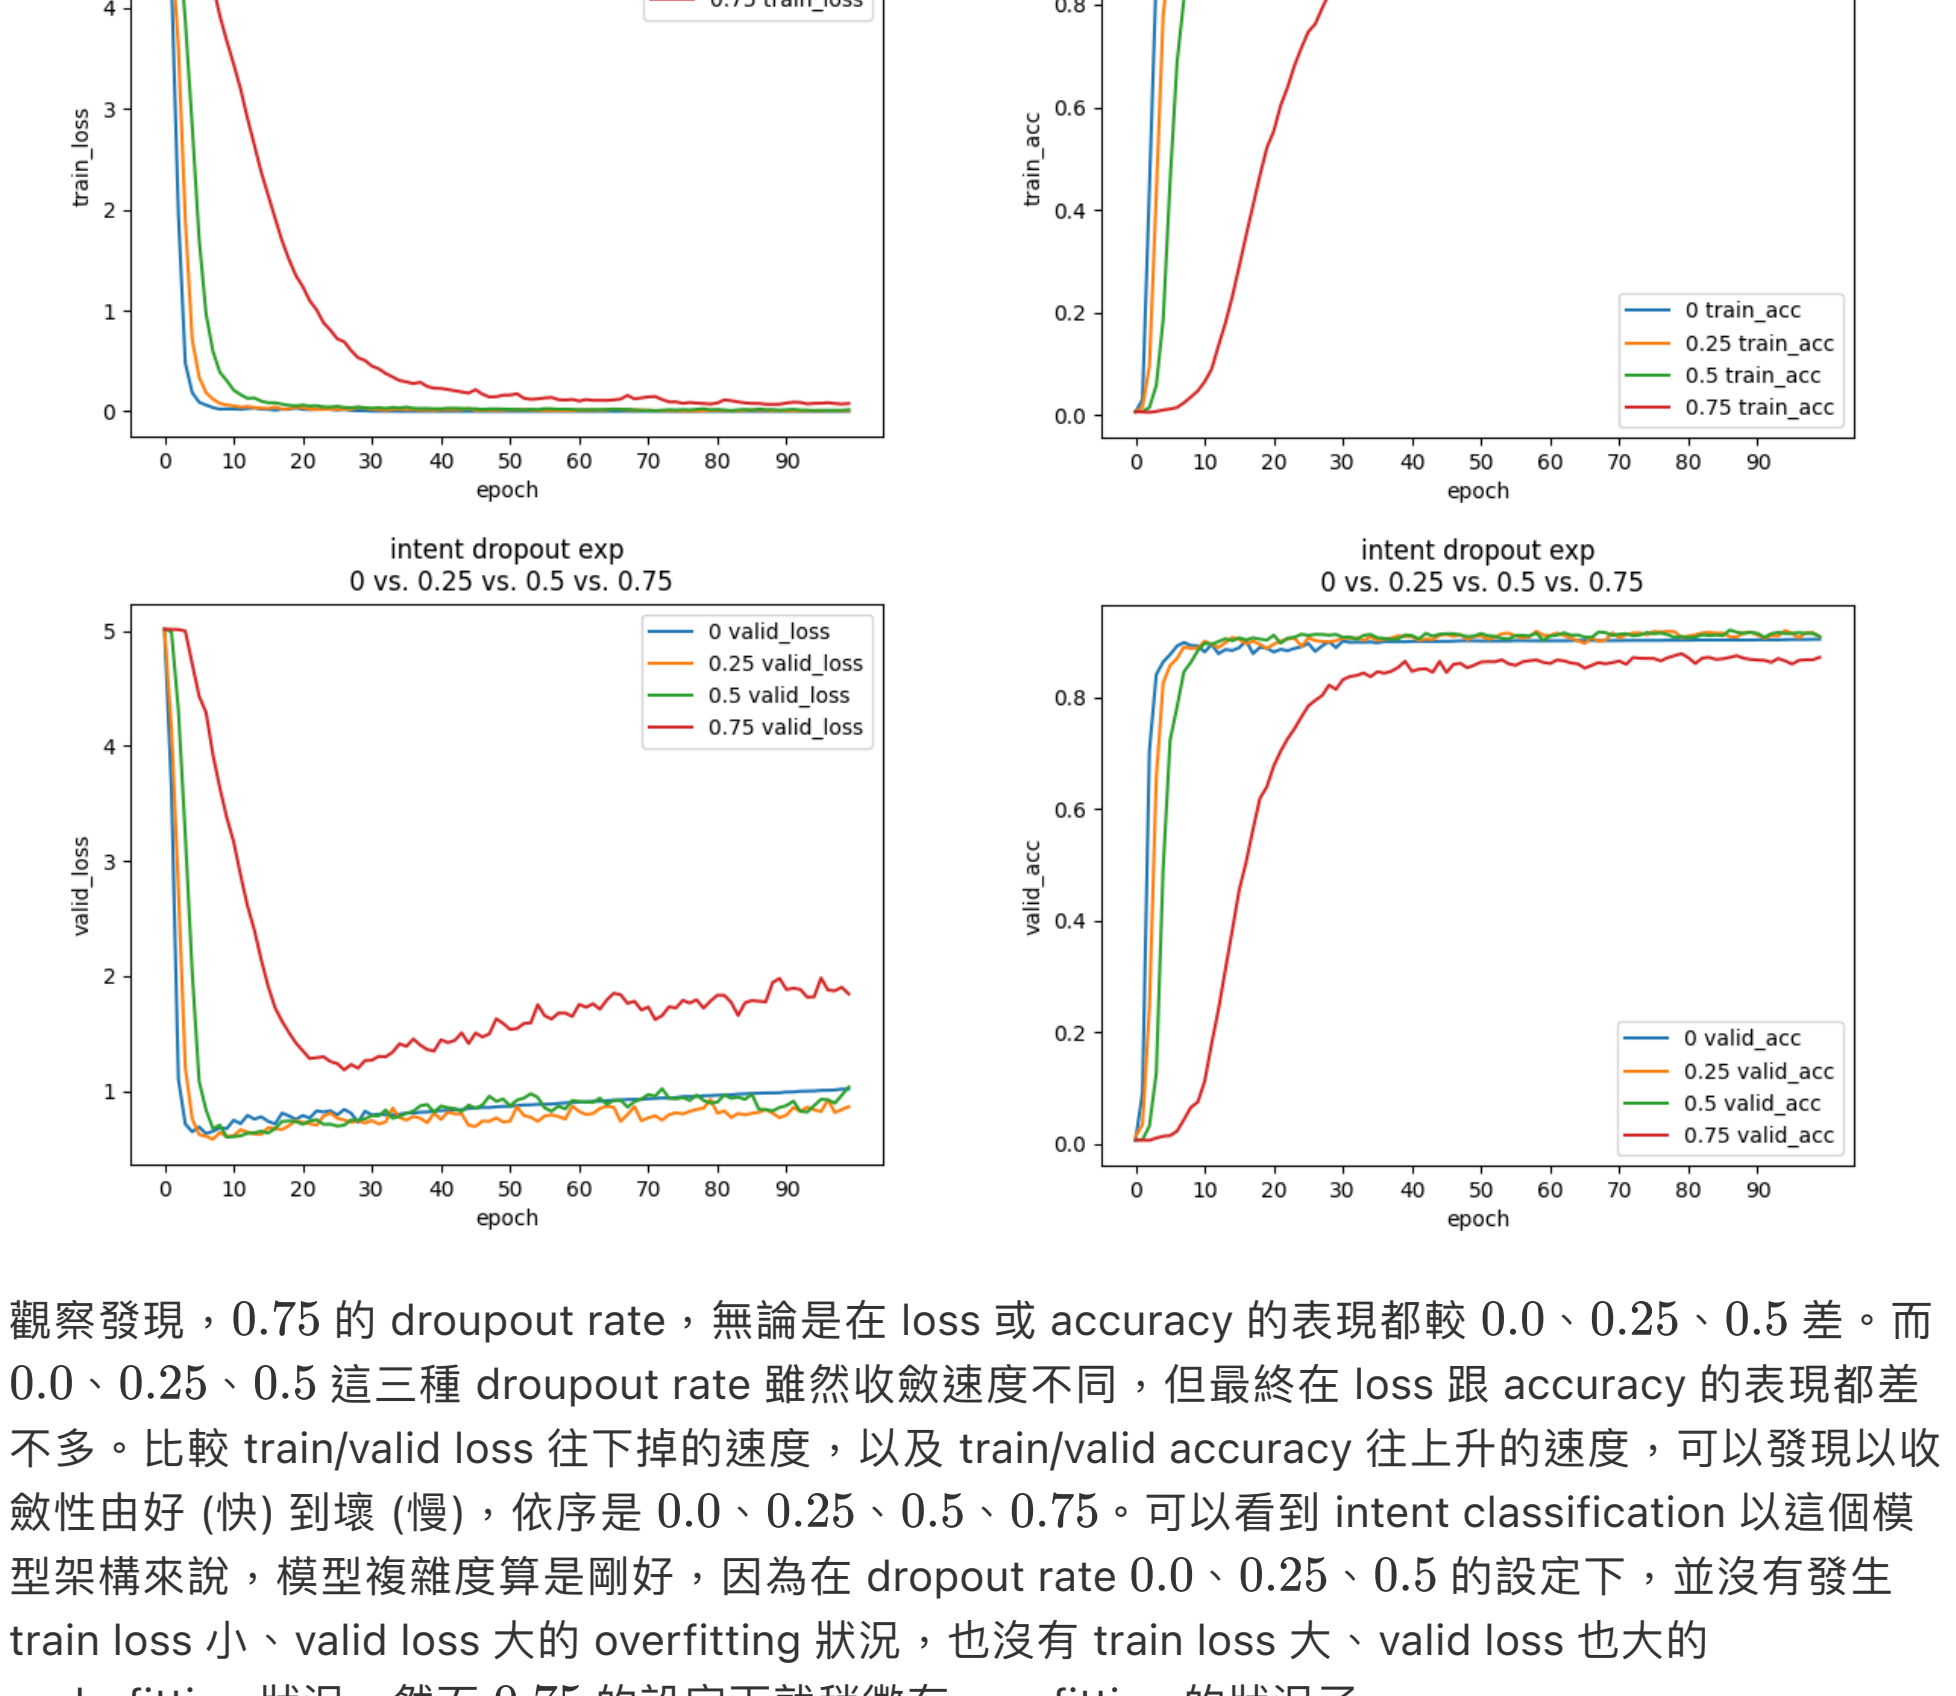 4
3
2
1
0
train_loss
0 10 20 30 40 50 60 70 80 90
epoch
0.8
0.6
0.4
0.2
0.0
train_acc
0 train_acc
0.25 train_acc
0.5 train_acc
0.75 train_acc
0 10 20 30 40 50 60 70 80 90
epoch
intent dropout exp
0 vs. 0.25 vs. 0.5 vs. 0.75
5
4
3
2
1
valid_loss
0 valid_loss
0.25 valid_loss
0.5 valid_loss
0.75 valid_loss
0 10 20 30 40 50 60 70 80 90
epoch
intent dropout exp
0 vs. 0.25 vs. 0.5 vs. 0.75
0.8
0.6
0.4
0.2
0.0
valid_acc
0 valid_acc
0.25 valid_acc
0.5 valid_acc
0.75 valid_acc
0 10 20 30 40 50 60 70 80 90
epoch
觀察發現，0.75 的 droupout rate，無論是在 loss 或 accuracy 的表現都較 0.0、0.25、0.5 差。而
0.0、0.25、0.5 這三種 droupout rate 雖然收斂速度不同，但最終在 loss 跟 accuracy 的表現都差
不多。比較 train/valid loss 往下掉的速度，以及 train/valid accuracy 往上升的速度，可以發現以收
斂性由好 (快) 到壞 (慢)，依序是 0.0、0.25、0.5、0.75。可以看到 intent classification 以這個模
型架構來說，模型複雜度算是剛好，因為在 dropout rate 0.0、0.25、0.5 的設定下，並沒有發生
train loss 小、valid loss 大的 overfitting 狀況，也沒有 train loss 大、valid loss 也大的